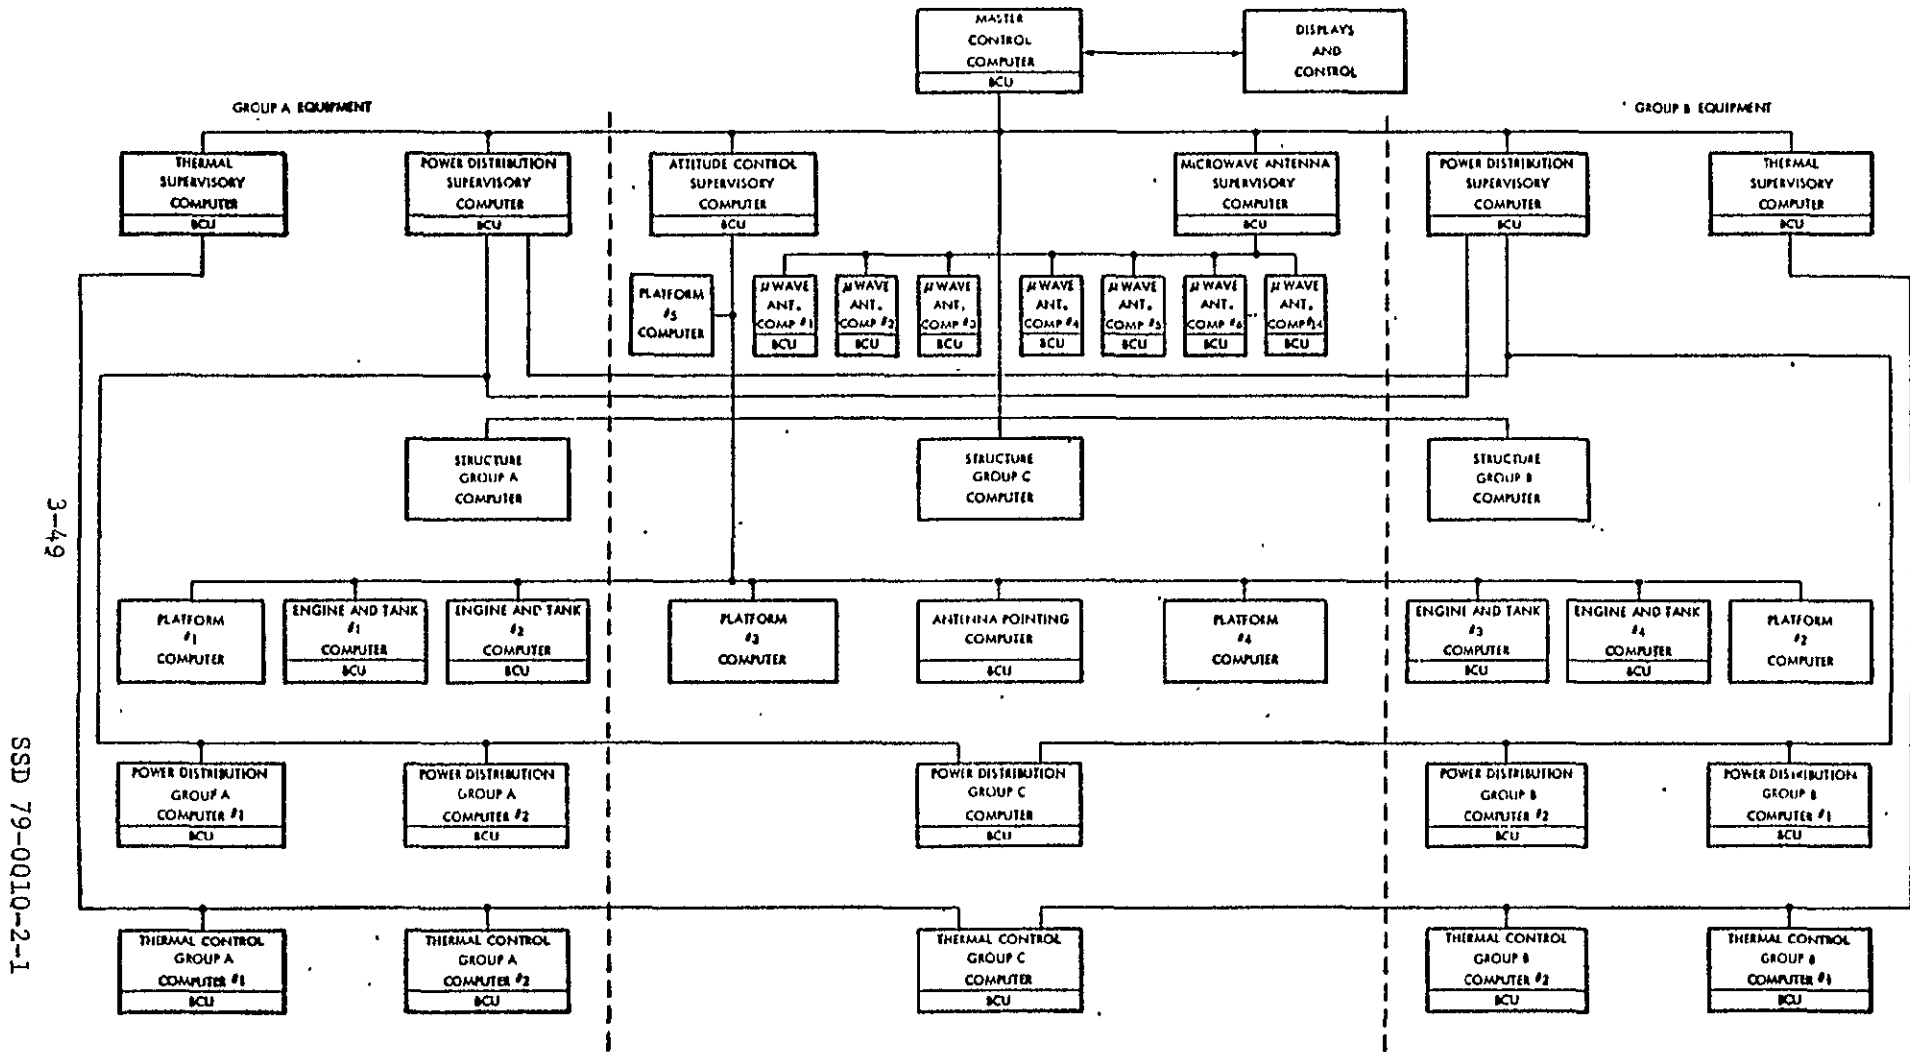 MASTER
CONTROL
COMPUTER
BCU
DISPLAYS
AND
CONTROL
GROUP A EQUIPMENT
GROUP B EQUIPMENT
THERMAL
SUPERVISORY
COMPUTER
BCU
POWER DISTRIBUTION
SUPERVISORY
COMPUTER
BCU
ATTITUDE CONTROL
SUPERVISORY
COMPUTER
BCU
MICROWAVE ANTENNA
SUPERVISORY
COMPUTER
BCU
POWER DISTRIBUTION
SUPERVISORY
COMPUTER
BCU
THERMAL
SUPERVISORY
COMPUTER
BCU
PLATFORM
#5
COMPUTER
μWAVE
ANT.
COMP #1
BCU
μWAVE
ANT.
COMP #2
BCU
μWAVE
ANT.
COMP #3
BCU
μWAVE
ANT.
COMP #4
BCU
μWAVE
ANT.
COMP #5
BCU
μWAVE
ANT.
COMP #6
BCU
μWAVE
ANT.
BCU
STRUCTURE
GROUP A
COMPUTER
STRUCTURE
GROUP C
COMPUTER
STRUCTURE
GROUP B
COMPUTER
PLATFORM
#1
COMPUTER
ENGINE AND TANK
#1
COMPUTER
BCU
ENGINE AND TANK
#2
COMPUTER
BCU
PLATFORM
#3
COMPUTER
ANTENNA POINTING
COMPUTER
BCU
PLATFORM
#4
COMPUTER
ENGINE AND TANK
#3
COMPUTER
BCU
ENGINE AND TANK
#4
COMPUTER
BCU
PLATFORM
#2
COMPUTER
POWER DISTRIBUTION
GROUP A
COMPUTER #1
BCU
POWER DISTRIBUTION
GROUP A
COMPUTER #2
BCU
POWER DISTRIBUTION
GROUP C
COMPUTER
BCU
POWER DISTRIBUTION
GROUP B
COMPUTER #2
BCU
POWER DISTRIBUTION
GROUP B
COMPUTER #1
BCU
THERMAL CONTROL
GROUP A
COMPUTER #1
BCU
THERMAL CONTROL
GROUP A
COMPUTER #2
BCU
THERMAL CONTROL
GROUP C
COMPUTER
BCU
THERMAL CONTROL
GROUP B
COMPUTER #2
BCU
THERMAL CONTROL
GROUP B
COMPUTER #1
BCU
3-49
SSD 79-0010-2-1